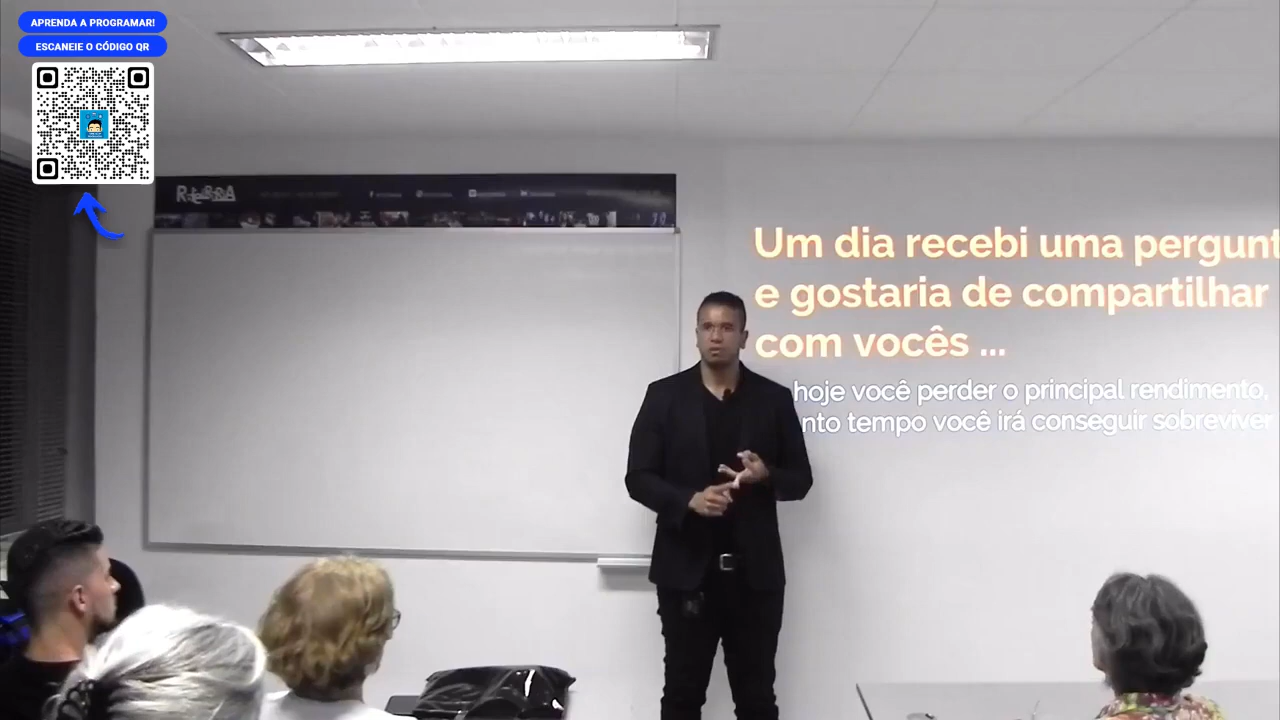 APRENDA A PROGRAMAR!
ESCANEIE O CÓDIGO QR
Um dia recebi uma pergunt
e gostaria de compartilhar
com vocês ...
hoje você perder o principal rendimento,
nto tempo você irá conseguir sobreviver